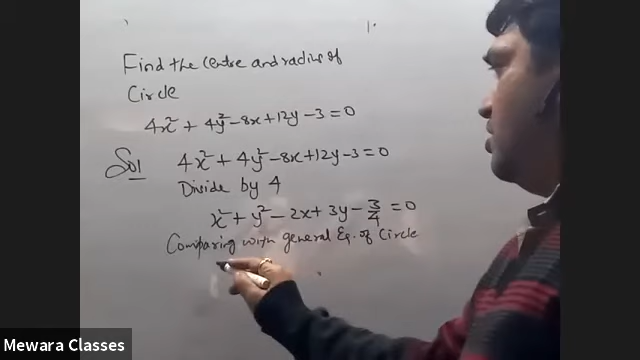 Find the centre and radius of
Circle
4x² + 4y² - 8x + 12y - 3 = 0
Sol 4x² + 4y² - 8x + 12y - 3 = 0
Divide by 4
x² + y² - 2x + 3y - 3/4 = 0
Comparing with general Eq. of Circle
Mewara Classes